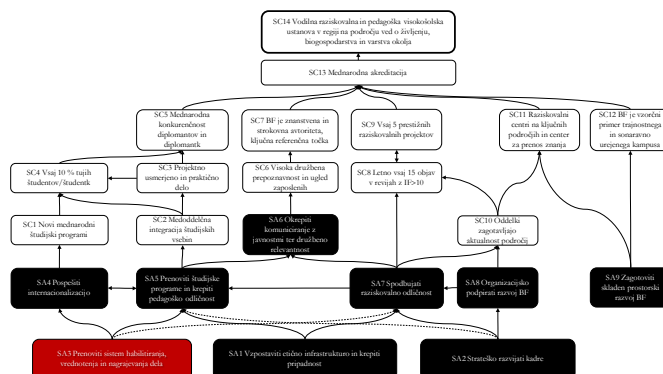 SC14 Vodilna raziskovalna in pedagoška visokošolska
ustanova v regiji na področju ved o življenju,
biogospodarstva in varstva okolja
SC13 Mednarodna akreditacija
SC5 Mednarodna
konkurenčnost
diplomantov in
diplomantk
SC7 BF je znanstvena in
strokovna avtoriteta,
ključna referenčna točka
SC9 Vsaj 5 prestižnih
raziskovalnih projektov
SC11 Raziskovalni
centri na ključnih
področjih in center za
prenos znanja
SC12 BF je vzorčni
primer trajnostnega
in sonaravno
urejenega kampusa
SC4 Vsaj 10 % tujih
študentov/študentk
SC3 Projektno
usmerjeno in praktično
delo
SC6 Visoka družbena
prepoznavnost in ugled
zaposlenih
SC8 Letno vsaj 15 objav
v revijah z IF>10
SC1 Novi mednarodni
študijski programi
SC2 Medoddelčna
integracija študijskih
vsebin
SA6 Okrepiti
komuniciranje z
javnostmi ter družbeno
relevantnost
SC10 Oddelki
zagotavljajo
aktualnost področij
SA4 Pospešiti
internacionalizacijo
SA5 Prenoviti študijske
programe in krepiti
pedagoško odličnost
SA7 Spodbujati
raziskovalno odličnost
SA8 Organizacijsko
podpirati razvoj BF
SA9 Zagotoviti
skladen prostorski
razvoj BF
SA3 Prenoviti sistem habilitiranja,
vrednotenja in nagrajevanja dela
SA1 Vzpostaviti etično infrastrukturo in krepiti
pripadnost
SA2 Strateško razvijati kadre